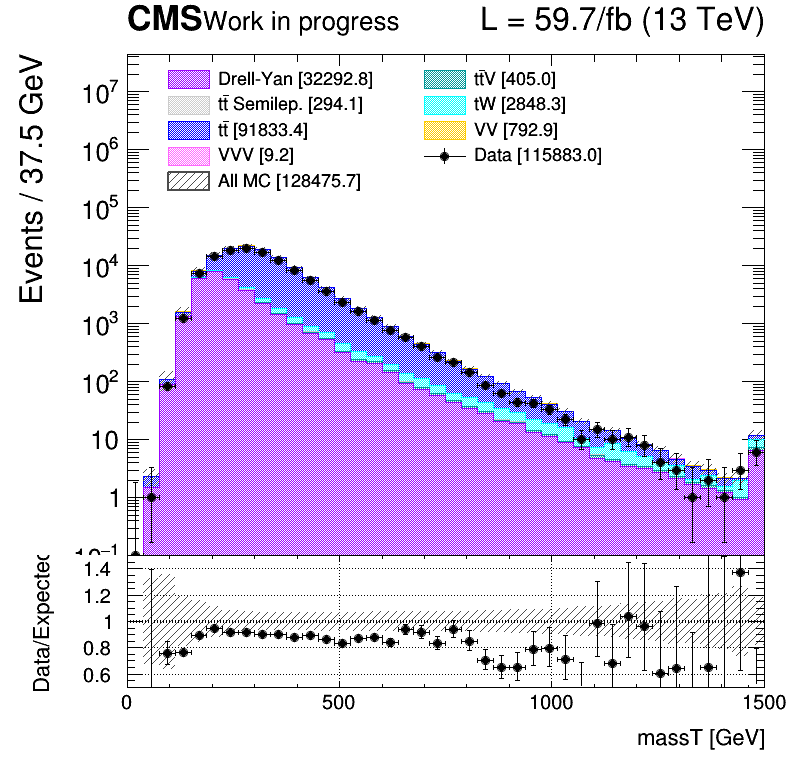 CMS Work in progress L = 59.7/fb (13 TeV)
Events / 37.5 GeV
10⁷
10⁶
10⁵
10⁴
10³
10²
10
1
10⁻¹
Drell-Yan [32292.8]
tt̄ Semilep. [294.1]
tt̄ [91833.4]
VVV [9.2]
All MC [128475.7]
tt̄V [405.0]
tW [2848.3]
VV [792.9]
Data [115883.0]
Data/Expected
1.4
1.2
1
0.8
0.6
0 500 1000 1500
massT [GeV]